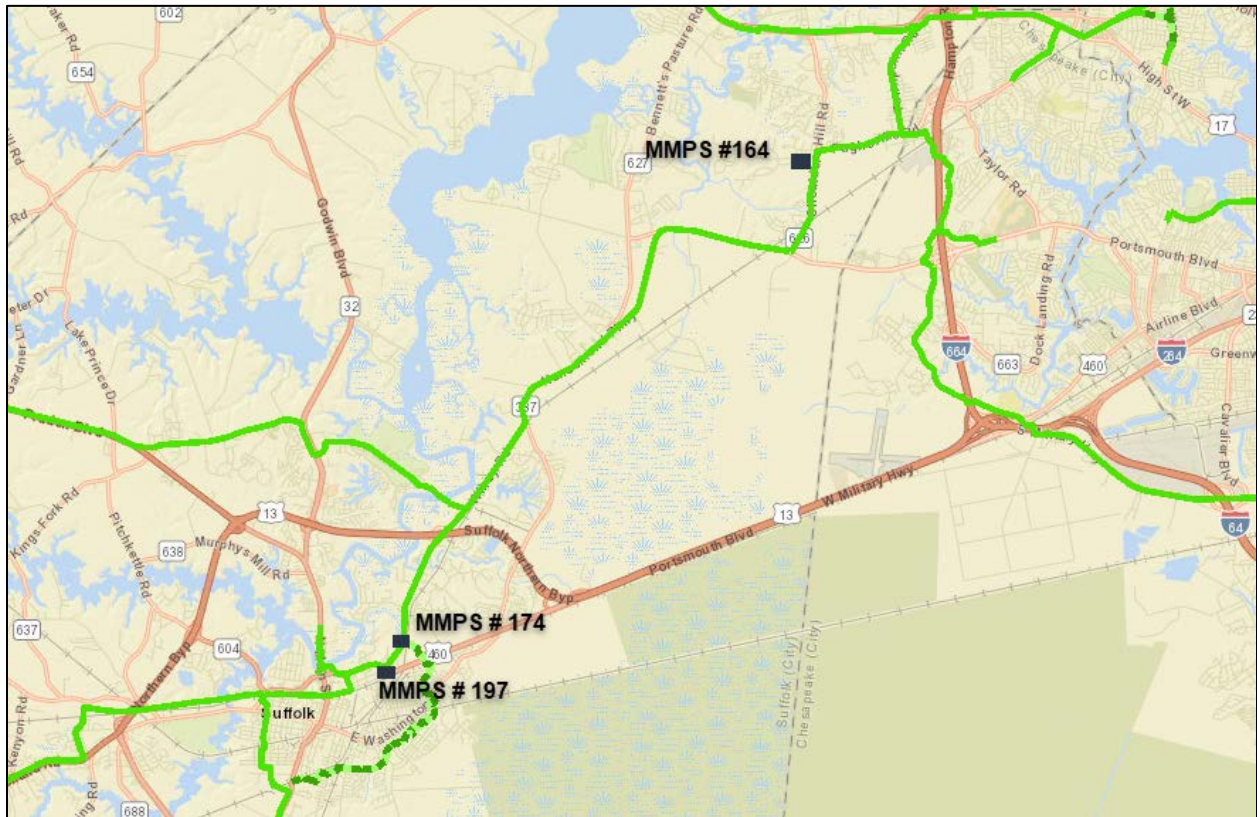 602
Hampton
Chesapeake (City)
654
Bennett's Pasture Rd
High St W
17
MMPS #164
627
Hill Rd
Taylor Rd
Godwin Blvd
Portsmouth Blvd
Dock Landing Rd
32
Lake Prince Dr
Gardner Ln
Airline Blvd
664
663
460
264
Cavalier Blvd
W Military Hwy
13
Kings Fork Rd
13
Pitchkettle Rd
638
Murphys Mill Rd
Suffolk Northern Byp
Portsmouth Blvd
64
MMPS # 174
637
604
460
Northern Byp
MMPS # 197
Suffolk
E Washington
Kenyon Rd
Suffolk (City)
Chesapeake (City)
688